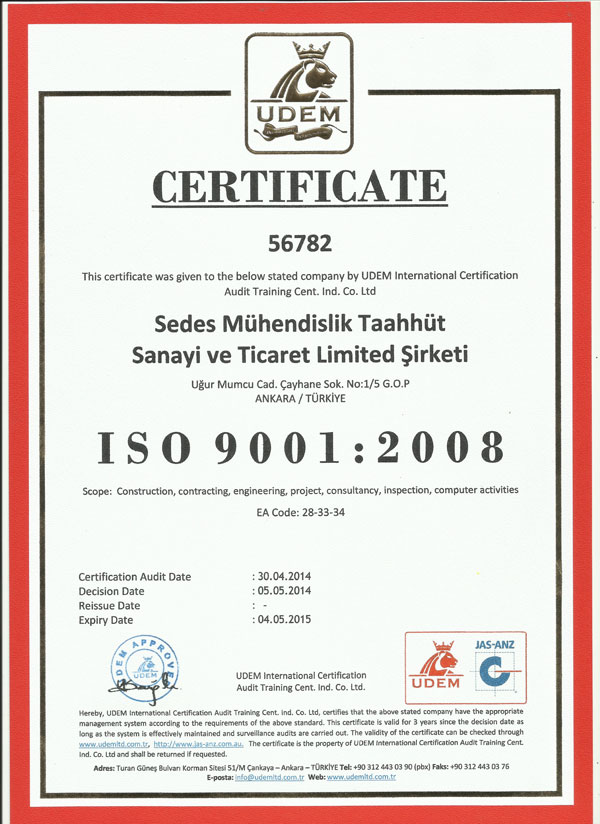 UDEM
CERTIFICATE
56782
This certificate was given to the below stated company by UDEM International Certification
Audit Training Cent. Ind. Co. Ltd
Sedes Mühendislik Taahhüt
Sanayi ve Ticaret Limited Şirketi
Uğur Mumcu Cad. Çayhane Sok. No:1/5 G.O.P
ANKARA / TÜRKİYE
ISO 9001:2008
Scope: Construction, contracting, engineering, project, consultancy, inspection, computer activities
EA Code: 28-33-34
Certification Audit Date : 30.04.2014
Decision Date : 05.05.2014
Reissue Date : -
Expiry Date : 04.05.2015
UDEM APPROVED
UDEM
UDEM International Certification
Audit Training Cent. Ind. Co. Ltd.
UDEM
JAS-ANZ
Hereby, UDEM International Certification Audit Training Cent. Ind. Co. Ltd, certifies that the above stated company have the appropriate
management system according to the requirements of the above standard. This certificate is valid for 3 years since the decision date as
long as the system is effectively maintained and surveillance audits are carried out. The validity of the certificate can be checked through
www.udemltd.com.tr, http://www.jas-anz.com.au. The certificate is the property of UDEM International Certification Audit Training Cent.
Ind. Co. Ltd and shall be returned if requested.
Adres: Turan Güneş Bulvarı Korman Sitesi 51/M Çankaya – Ankara – TÜRKİYE Tel: +90 312 443 03 90 (pbx) Faks: +90 312 443 03 76
E-posta: info@udemltd.com.tr Web: www.udemltd.com.tr